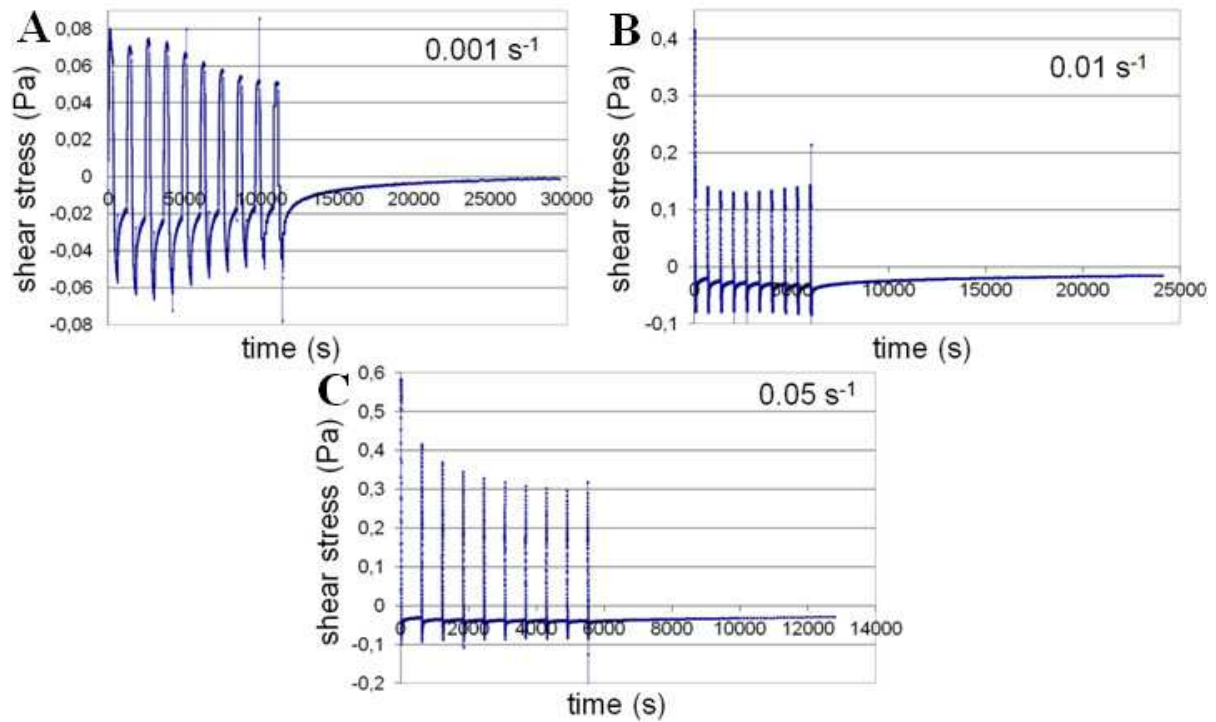 A
0.001 s-1
shear stress (Pa)
0,08
0,06
0,04
0,02
0
-0,02
-0,04
-0,06
-0,08
0 5000 10000 15000 20000 25000 30000
time (s)
B
0.01 s-1
shear stress (Pa)
0,4
0,3
0,2
0,1
0
-0,1
0 5000 10000 15000 20000 25000
time (s)
C
0.05 s-1
shear stress (Pa)
0,6
0,5
0,4
0,3
0,2
0,1
0
-0,1
-0,2
0 2000 4000 6000 8000 10000 12000 14000
time (s)